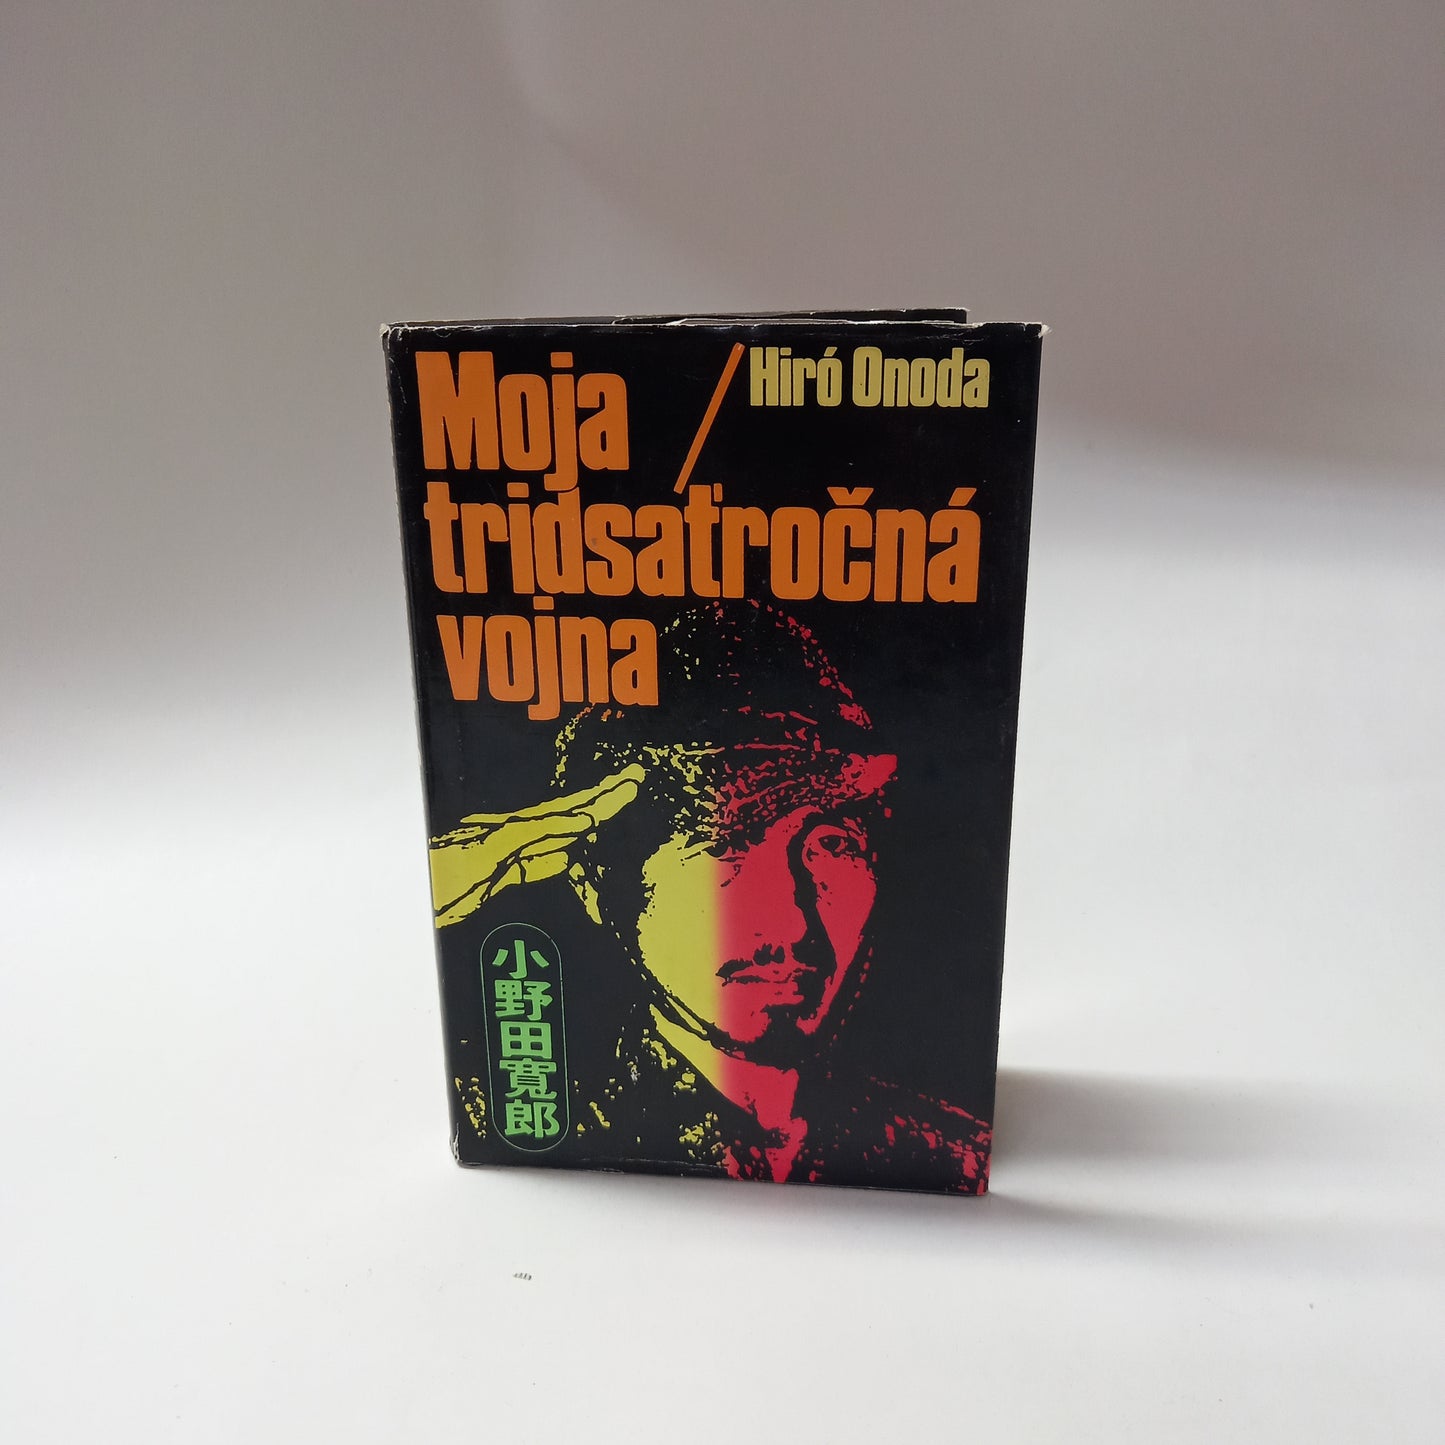 Moja
/ Hiró Onoda
tridsaťročná
vojna
小野田寛郎